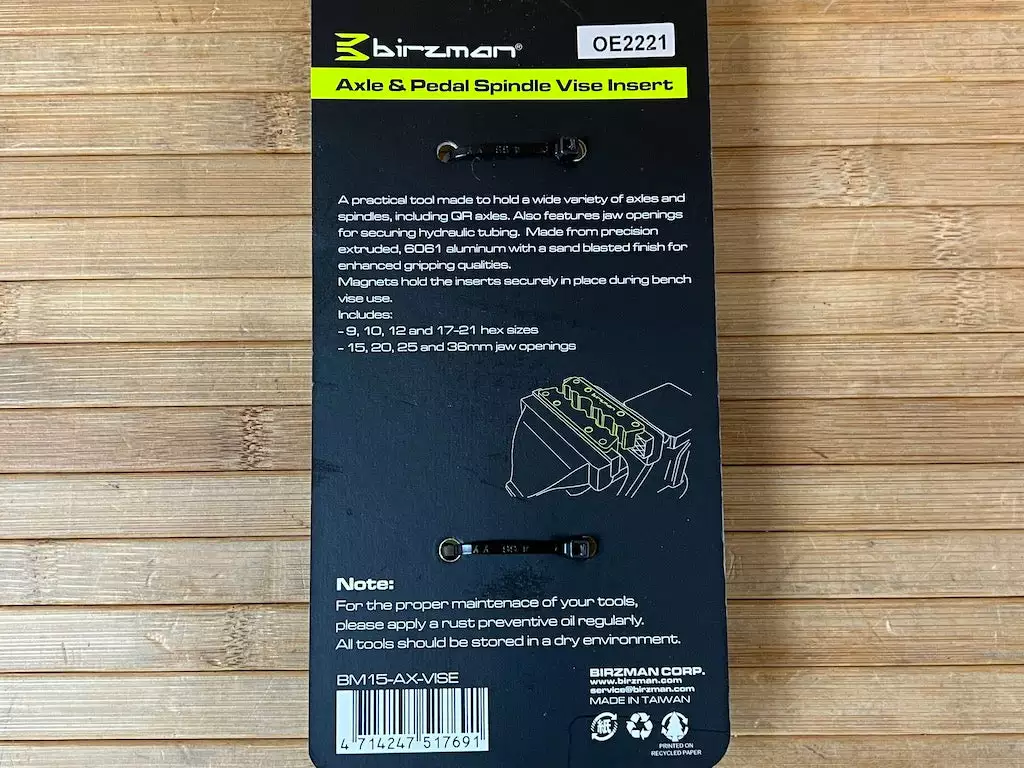 birzman®
OE2221
Axle & Pedal Spindle Vise Insert
A practical tool made to hold a wide variety of axles and
spindles, including QR axles. Also features jaw openings
for securing hydraulic tubing. Made from precision
extruded, 6061 aluminum with a sand blasted finish for
enhanced gripping qualities.
Magnets hold the inserts securely in place during bench
vise use.
Includes:
- 9, 10, 12 and 17-21 hex sizes
- 15, 20, 25 and 36mm jaw openings
birzman
Note:
For the proper maintenace of your tools,
please apply a rust preventive oil regularly.
All tools should be stored in a dry environment.
BM15-AX-VISE
4 714247 517691
BIRZMAN CORP.
www.birzman.com
service@birzman.com
MADE IN TAIWAN
紙
PRINTED ON
RECYCLED PAPER